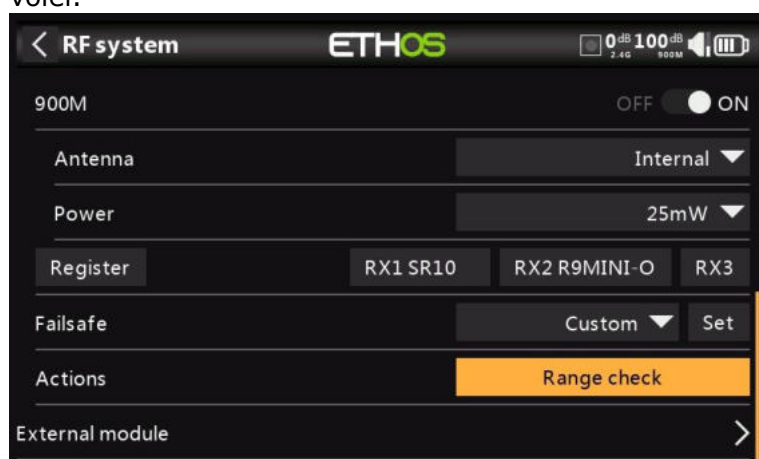 voler.
RF system ETHOS 0dB 2.4G 100dB 900M
900M OFF ON
Antenna Internal
Power 25mW
Register RX1 SR10 RX2 R9MINI-O RX3
Failsafe Custom Set
Actions Range check
External module